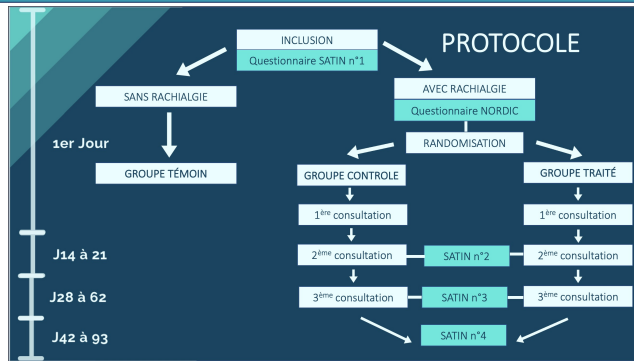 PROTOCOLE
INCLUSION
Questionnaire SATIN n°1
SANS RACHIALGIE
AVEC RACHIALGIE
Questionnaire NORDIC
1er Jour
RANDOMISATION
GROUPE TÉMOIN
GROUPE CONTROLE
GROUPE TRAITÉ
1ère consultation
1ère consultation
J14 à 21
2ème consultation
SATIN n°2
2ème consultation
J28 à 62
3ème consultation
SATIN n°3
3ème consultation
J42 à 93
SATIN n°4